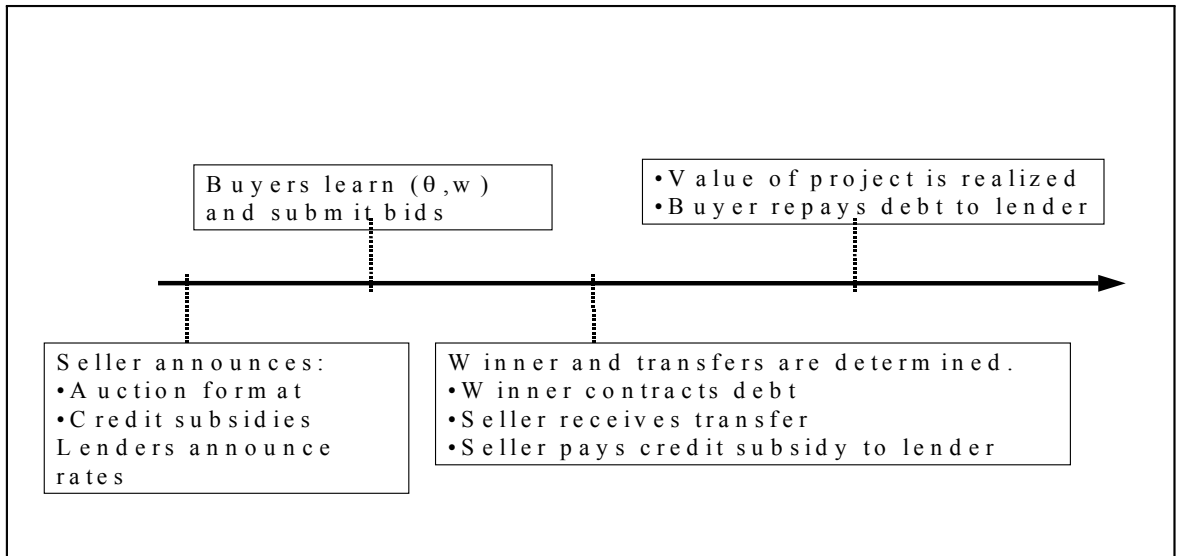 Buyers learn (θ,w)
and submit bids
•Value of project is realized
•Buyer repays debt to lender
Seller announces:
•Auction format
•Credit subsidies
Lenders announce
rates
Winner and transfers are determined.
•Winner contracts debt
•Seller receives transfer
•Seller pays credit subsidy to lender